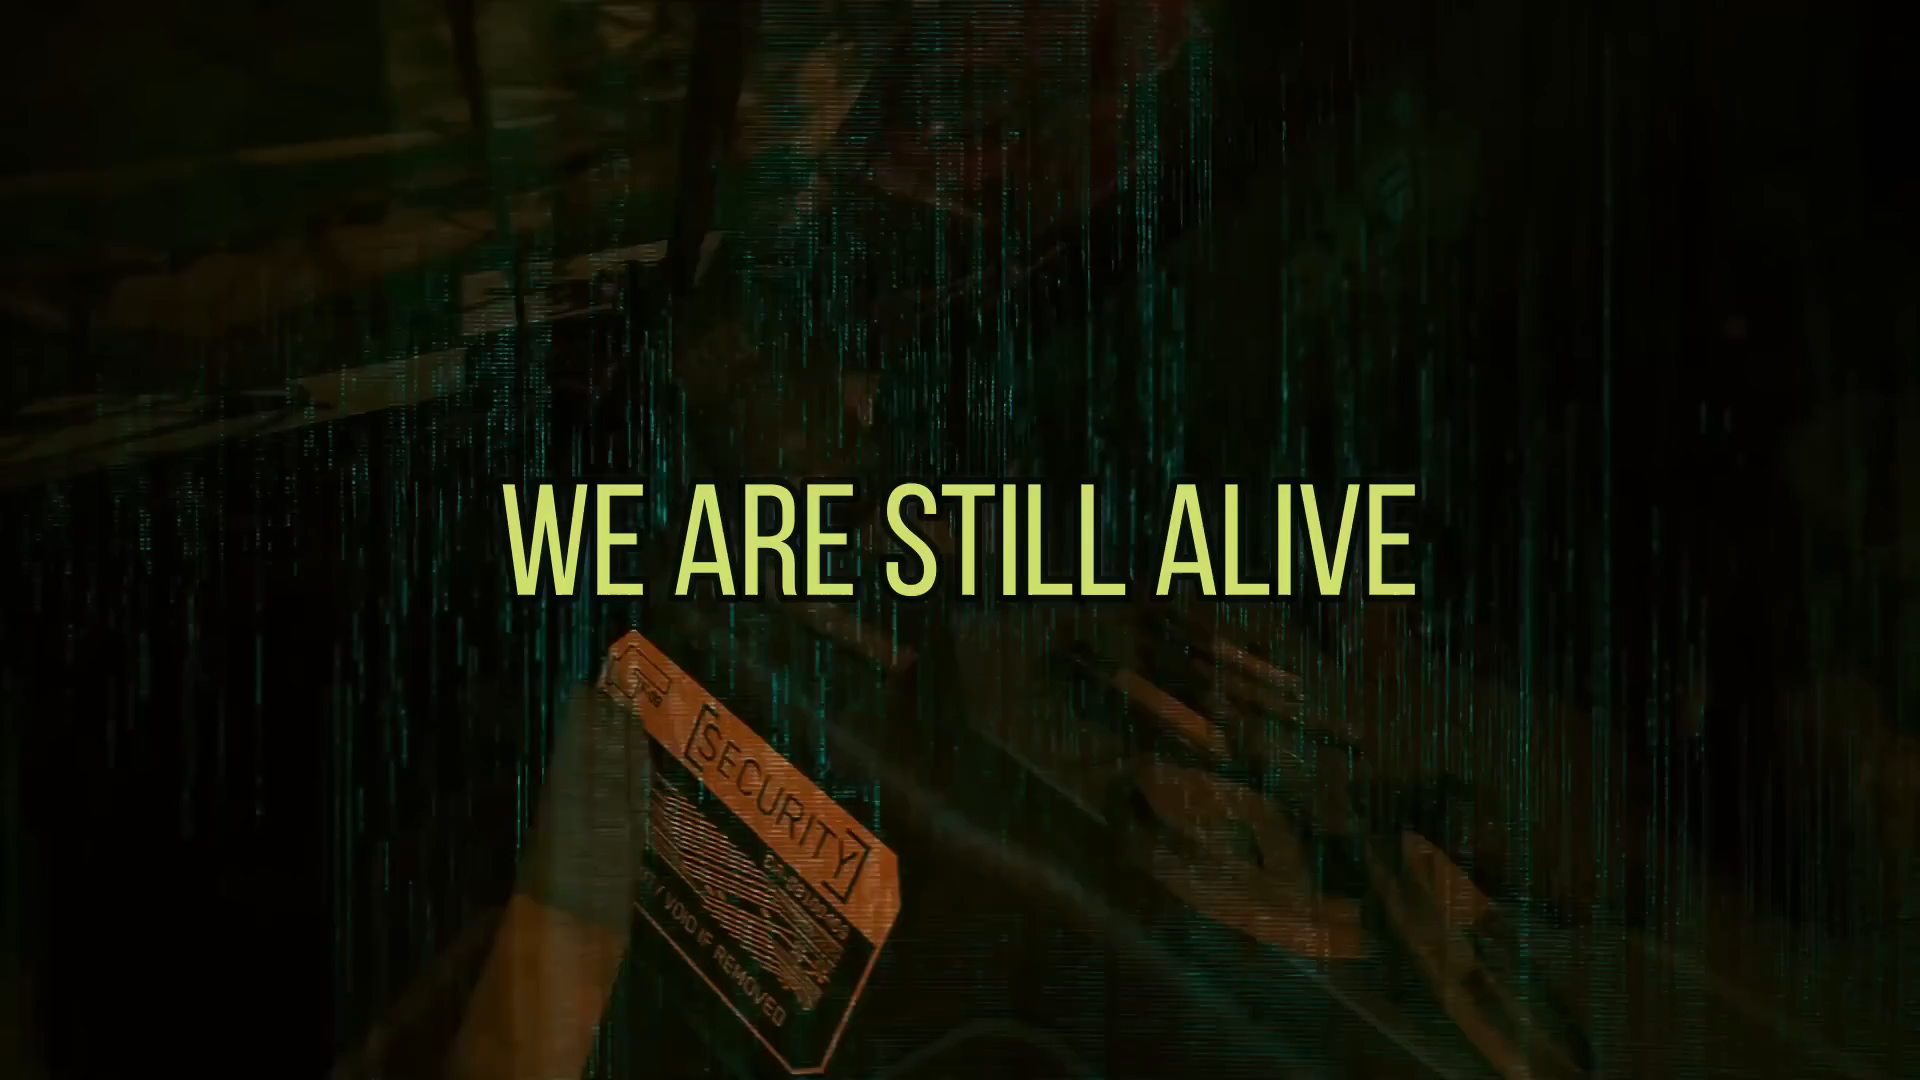 WE ARE STILL ALIVE
[SECURITY]
/ VOID IF REMOVED